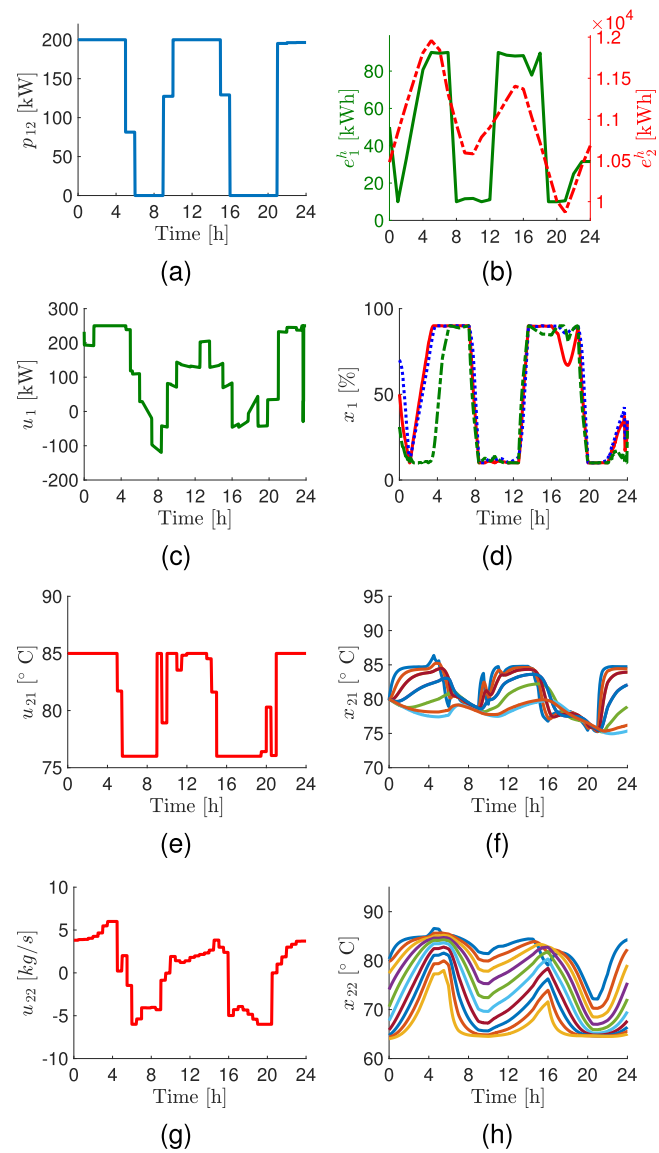 200
150
100
50
0
p12 [kW]
0 4 8 12 16 20 24
Time [h]
(a)
×10^4
80
60
40
20
0
e1^h [kWh]
1.2
1.15
1.1
1.05
1
e2^h [kWh]
0 4 8 12 16 20 24
(b)
300
200
100
0
-100
-200
u1 [kW]
0 4 8 12 16 20 24
Time [h]
(c)
100
50
0
x1 [%]
0 4 8 12 16 20 24
Time [h]
(d)
90
85
80
75
u21 [° C]
0 4 8 12 16 20 24
Time [h]
(e)
95
90
85
80
75
70
x21 [° C]
0 4 8 12 16 20 24
Time [h]
(f)
10
5
0
-5
-10
u22 [kg/s]
0 4 8 12 16 20 24
Time [h]
(g)
90
80
70
60
x22 [° C]
0 4 8 12 16 20 24
Time [h]
(h)